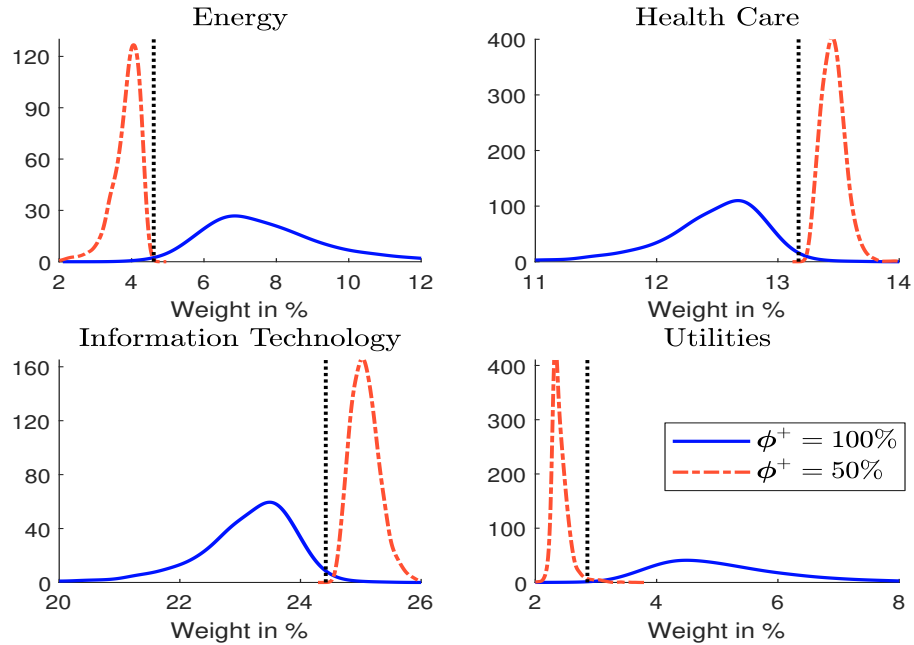 Energy
130
90
60
30
0
2 4 6 8 10 12
Weight in %
Health Care
400
300
200
100
0
11 12 13 14
Weight in %
Information Technology
160
120
80
40
0
20 22 24 26
Weight in %
Utilities
400
300
200
100
0
2 4 6 8
Weight in %
ϕ⁺ = 100%
ϕ⁺ = 50%